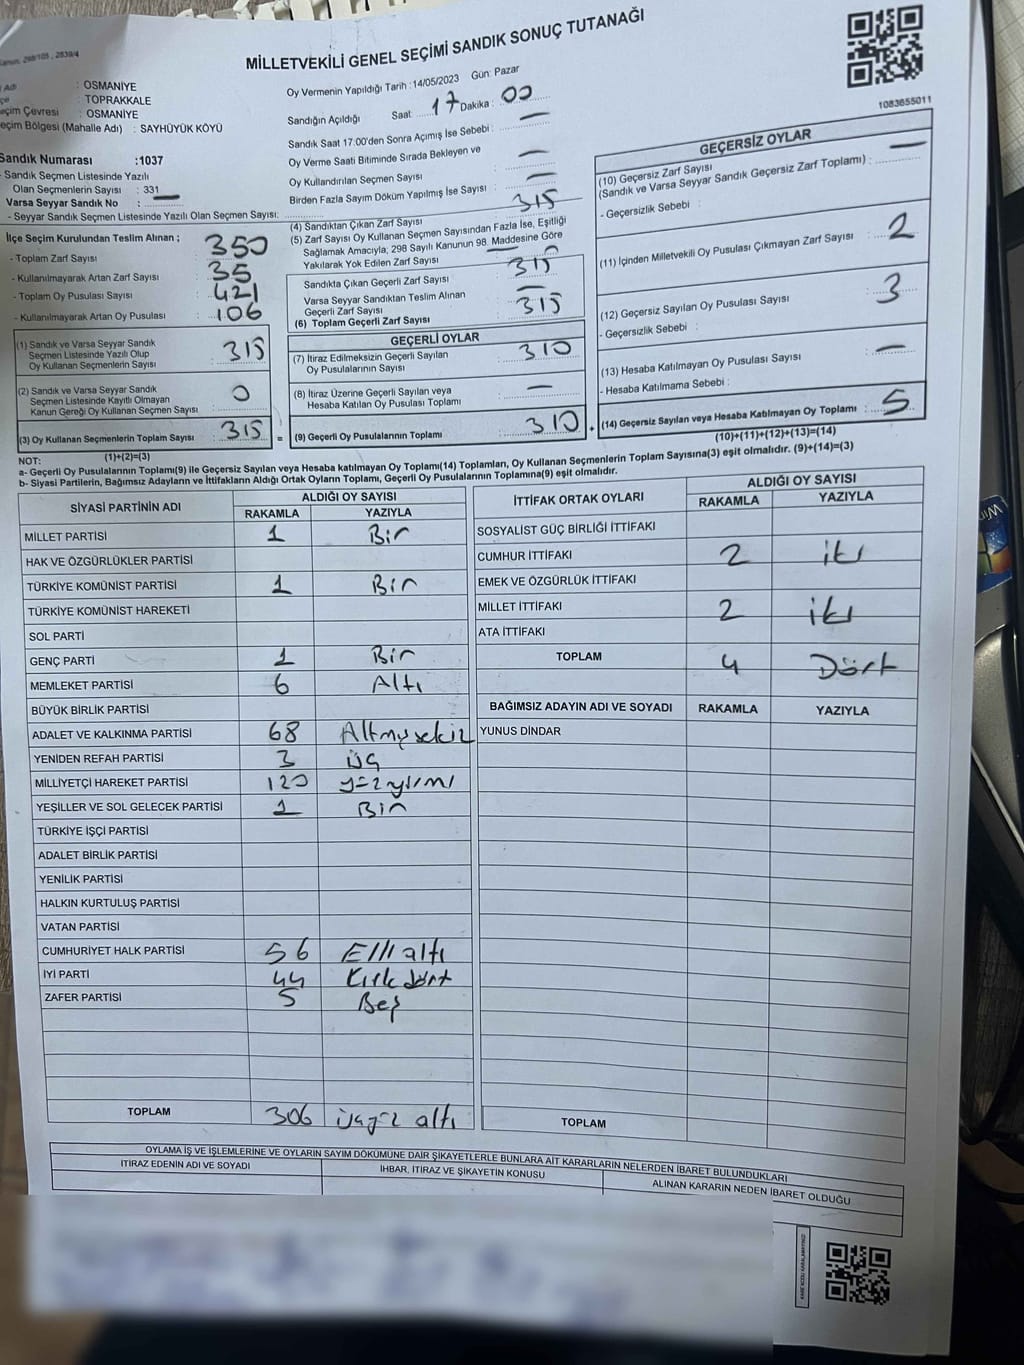 Kanun, 298/105 , 2839/4
MİLLETVEKİLİ GENEL SEÇİMİ SANDIK SONUÇ TUTANAĞI
1083655011
Adı : OSMANİYE
: TOPRAKKALE
Seçim Çevresi : OSMANİYE
Seçim Bölgesi (Mahalle Adı) : SAYHÜYÜK KÖYÜ
Sandık Numarası :1037
- Sandık Seçmen Listesinde Yazılı
Olan Seçmenlerin Sayısı : 331
Varsa Seyyar Sandık No : —
- Seyyar Sandık Seçmen Listesinde Yazılı Olan Seçmen Sayısı:
Oy Vermenin Yapıldığı Tarih :14/05/2023 Gün: Pazar
Sandığın Açıldığı Saat 17 Dakika : 00
Sandık Saat 17:00'den Sonra Açımış İse Sebebi : —
Oy Verme Saati Bitiminde Sırada Bekleyen ve
Oy Kullandırılan Seçmen Sayısı —
Birden Fazla Sayım Döküm Yapılmış İse Sayısı —
İlçe Seçim Kurulundan Teslim Alınan ;
- Toplam Zarf Sayısı : 350
- Kullanılmayarak Artan Zarf Sayısı : 35
- Toplam Oy Pusulası Sayısı : 421
- Kullanılmayarak Artan Oy Pusulası : 106
(1) Sandık ve Varsa Seyyar Sandık
Seçmen Listesinde Yazılı Olup
Oy Kullanan Seçmenlerin Sayısı : 315
(2) Sandık ve Varsa Seyyar Sandık
Seçmen Listesinde Kayıtlı Olmayan
Kanun Gereği Oy Kullanan Seçmen Sayısı : 0
(3) Oy Kullanan Seçmenlerin Toplam Sayısı : 315 =
(1)+(2)=(3)
(4) Sandıktan Çıkan Zarf Sayısı 315
(5) Zarf Sayısı Oy Kullanan Seçmen Sayısından Fazla İse, Eşitliği
Sağlamak Amacıyla, 298 Sayılı Kanunun 98. Maddesine Göre
Yakılarak Yok Edilen Zarf Sayısı —
Sandıkta Çıkan Geçerli Zarf Sayısı 315
Varsa Seyyar Sandıktan Teslim Alınan
Geçerli Zarf Sayısı —
(6) Toplam Geçerli Zarf Sayısı 315
GEÇERLİ OYLAR
(7) İtiraz Edilmeksizin Geçerli Sayılan
Oy Pusulalarının Sayısı : 310
(8) İtiraz Üzerine Geçerli Sayılan veya
Hesaba Katılan Oy Pusulası Toplamı : —
(9) Geçerli Oy Pusulalarının Toplamı : 310 +
GEÇERSİZ OYLAR
(10) Geçersiz Zarf Sayısı
(Sandık ve Varsa Seyyar Sandık Geçersiz Zarf Toplamı) : —
- Geçersizlik Sebebi :
(11) İçinden Milletvekili Oy Pusulası Çıkmayan Zarf Sayısı : 2
(12) Geçersiz Sayılan Oy Pusulası Sayısı : 3
- Geçersizlik Sebebi :
(13) Hesaba Katılmayan Oy Pusulası Sayısı : —
- Hesaba Katılmama Sebebi :
(14) Geçersiz Sayılan veya Hesaba Katılmayan Oy Toplamı : 5
(10)+(11)+(12)+(13)=(14)
NOT:
a- Geçerli Oy Pusulalarının Toplamı(9) ile Geçersiz Sayılan veya Hesaba katılmayan Oy Toplamı(14) Toplamları, Oy Kullanan Seçmenlerin Toplam Sayısına(3) eşit olmalıdır. (9)+(14)=(3)
b- Siyasi Partilerin, Bağımsız Adayların ve İttifakların Aldığı Ortak Oyların Toplamı, Geçerli Oy Pusulalarının Toplamına(9) eşit olmalıdır.
SİYASİ PARTİNİN ADI ALDIĞI OY SAYISI
RAKAMLA YAZIYLA
MİLLET PARTİSİ 1 Bir
HAK VE ÖZGÜRLÜKLER PARTİSİ
TÜRKİYE KOMÜNİST PARTİSİ 1 Bir
TÜRKİYE KOMÜNİST HAREKETİ
SOL PARTİ
GENÇ PARTİ 1 Bir
MEMLEKET PARTİSİ 6 Altı
BÜYÜK BİRLİK PARTİSİ
ADALET VE KALKINMA PARTİSİ 68 Altmışsekiz
YENİDEN REFAH PARTİSİ 3 üç
MİLLİYETÇİ HAREKET PARTİSİ 120 yüzyirmi
YEŞİLLER VE SOL GELECEK PARTİSİ 1 Bir
TÜRKİYE İŞÇİ PARTİSİ
ADALET BİRLİK PARTİSİ
YENİLİK PARTİSİ
HALKIN KURTULUŞ PARTİSİ
VATAN PARTİSİ
CUMHURİYET HALK PARTİSİ 56 Elli altı
İYİ PARTİ 44 Kırk dört
ZAFER PARTİSİ 5 Beş
TOPLAM 306 üçyüz altı
İTTİFAK ORTAK OYLARI ALDIĞI OY SAYISI
RAKAMLA YAZIYLA
SOSYALİST GÜÇ BİRLİĞİ İTTİFAKI
CUMHUR İTTİFAKI 2 iki
EMEK VE ÖZGÜRLÜK İTTİFAKI
MİLLET İTTİFAKI 2 iki
ATA İTTİFAKI
TOPLAM 4 Dört
BAĞIMSIZ ADAYIN ADI VE SOYADI RAKAMLA YAZIYLA
YUNUS DİNDAR
TOPLAM
OYLAMA İŞ VE İŞLEMLERİNE VE OYLARIN SAYIM DÖKÜMÜNE DAİR ŞİKAYETLERLE BUNLARA AİT KARARLARIN NELERDEN İBARET BULUNDUKLARI
İTİRAZ EDENİN ADI VE SOYADI İHBAR, İTİRAZ VE ŞİKAYETİN KONUSU ALINAN KARARIN NEDEN İBARET OLDUĞU